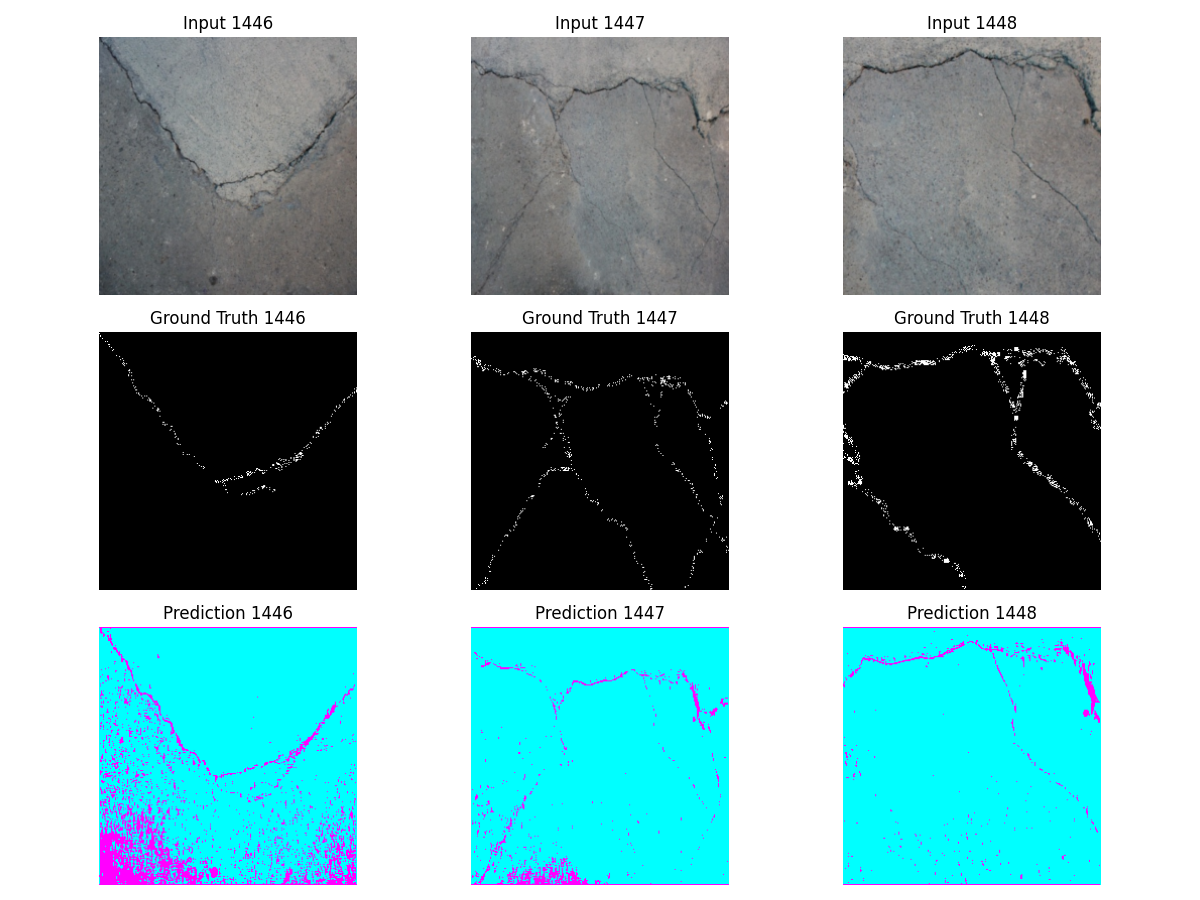 Input 1446
Input 1447
Input 1448
Ground Truth 1446
Ground Truth 1447
Ground Truth 1448
Prediction 1446
Prediction 1447
Prediction 1448